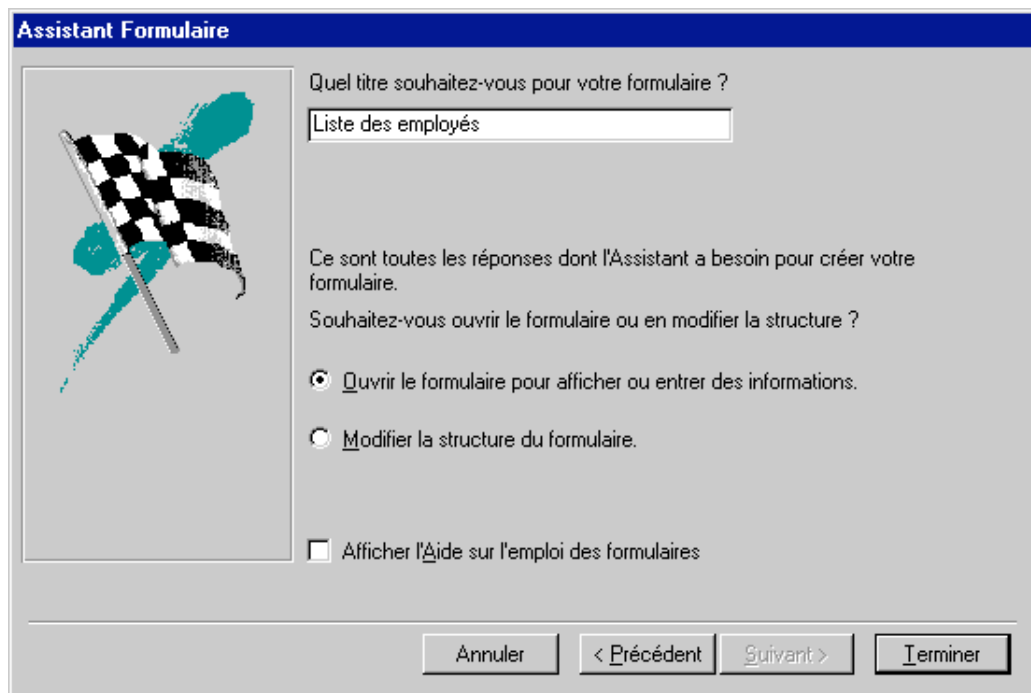 Assistant Formulaire
Quel titre souhaitez-vous pour votre formulaire ?
Liste des employés
Ce sont toutes les réponses dont l'Assistant a besoin pour créer votre
formulaire.
Souhaitez-vous ouvrir le formulaire ou en modifier la structure ?
Ouvrir le formulaire pour afficher ou entrer des informations.
Modifier la structure du formulaire.
Afficher l'Aide sur l'emploi des formulaires
Annuler < Précédent Suivant > Terminer